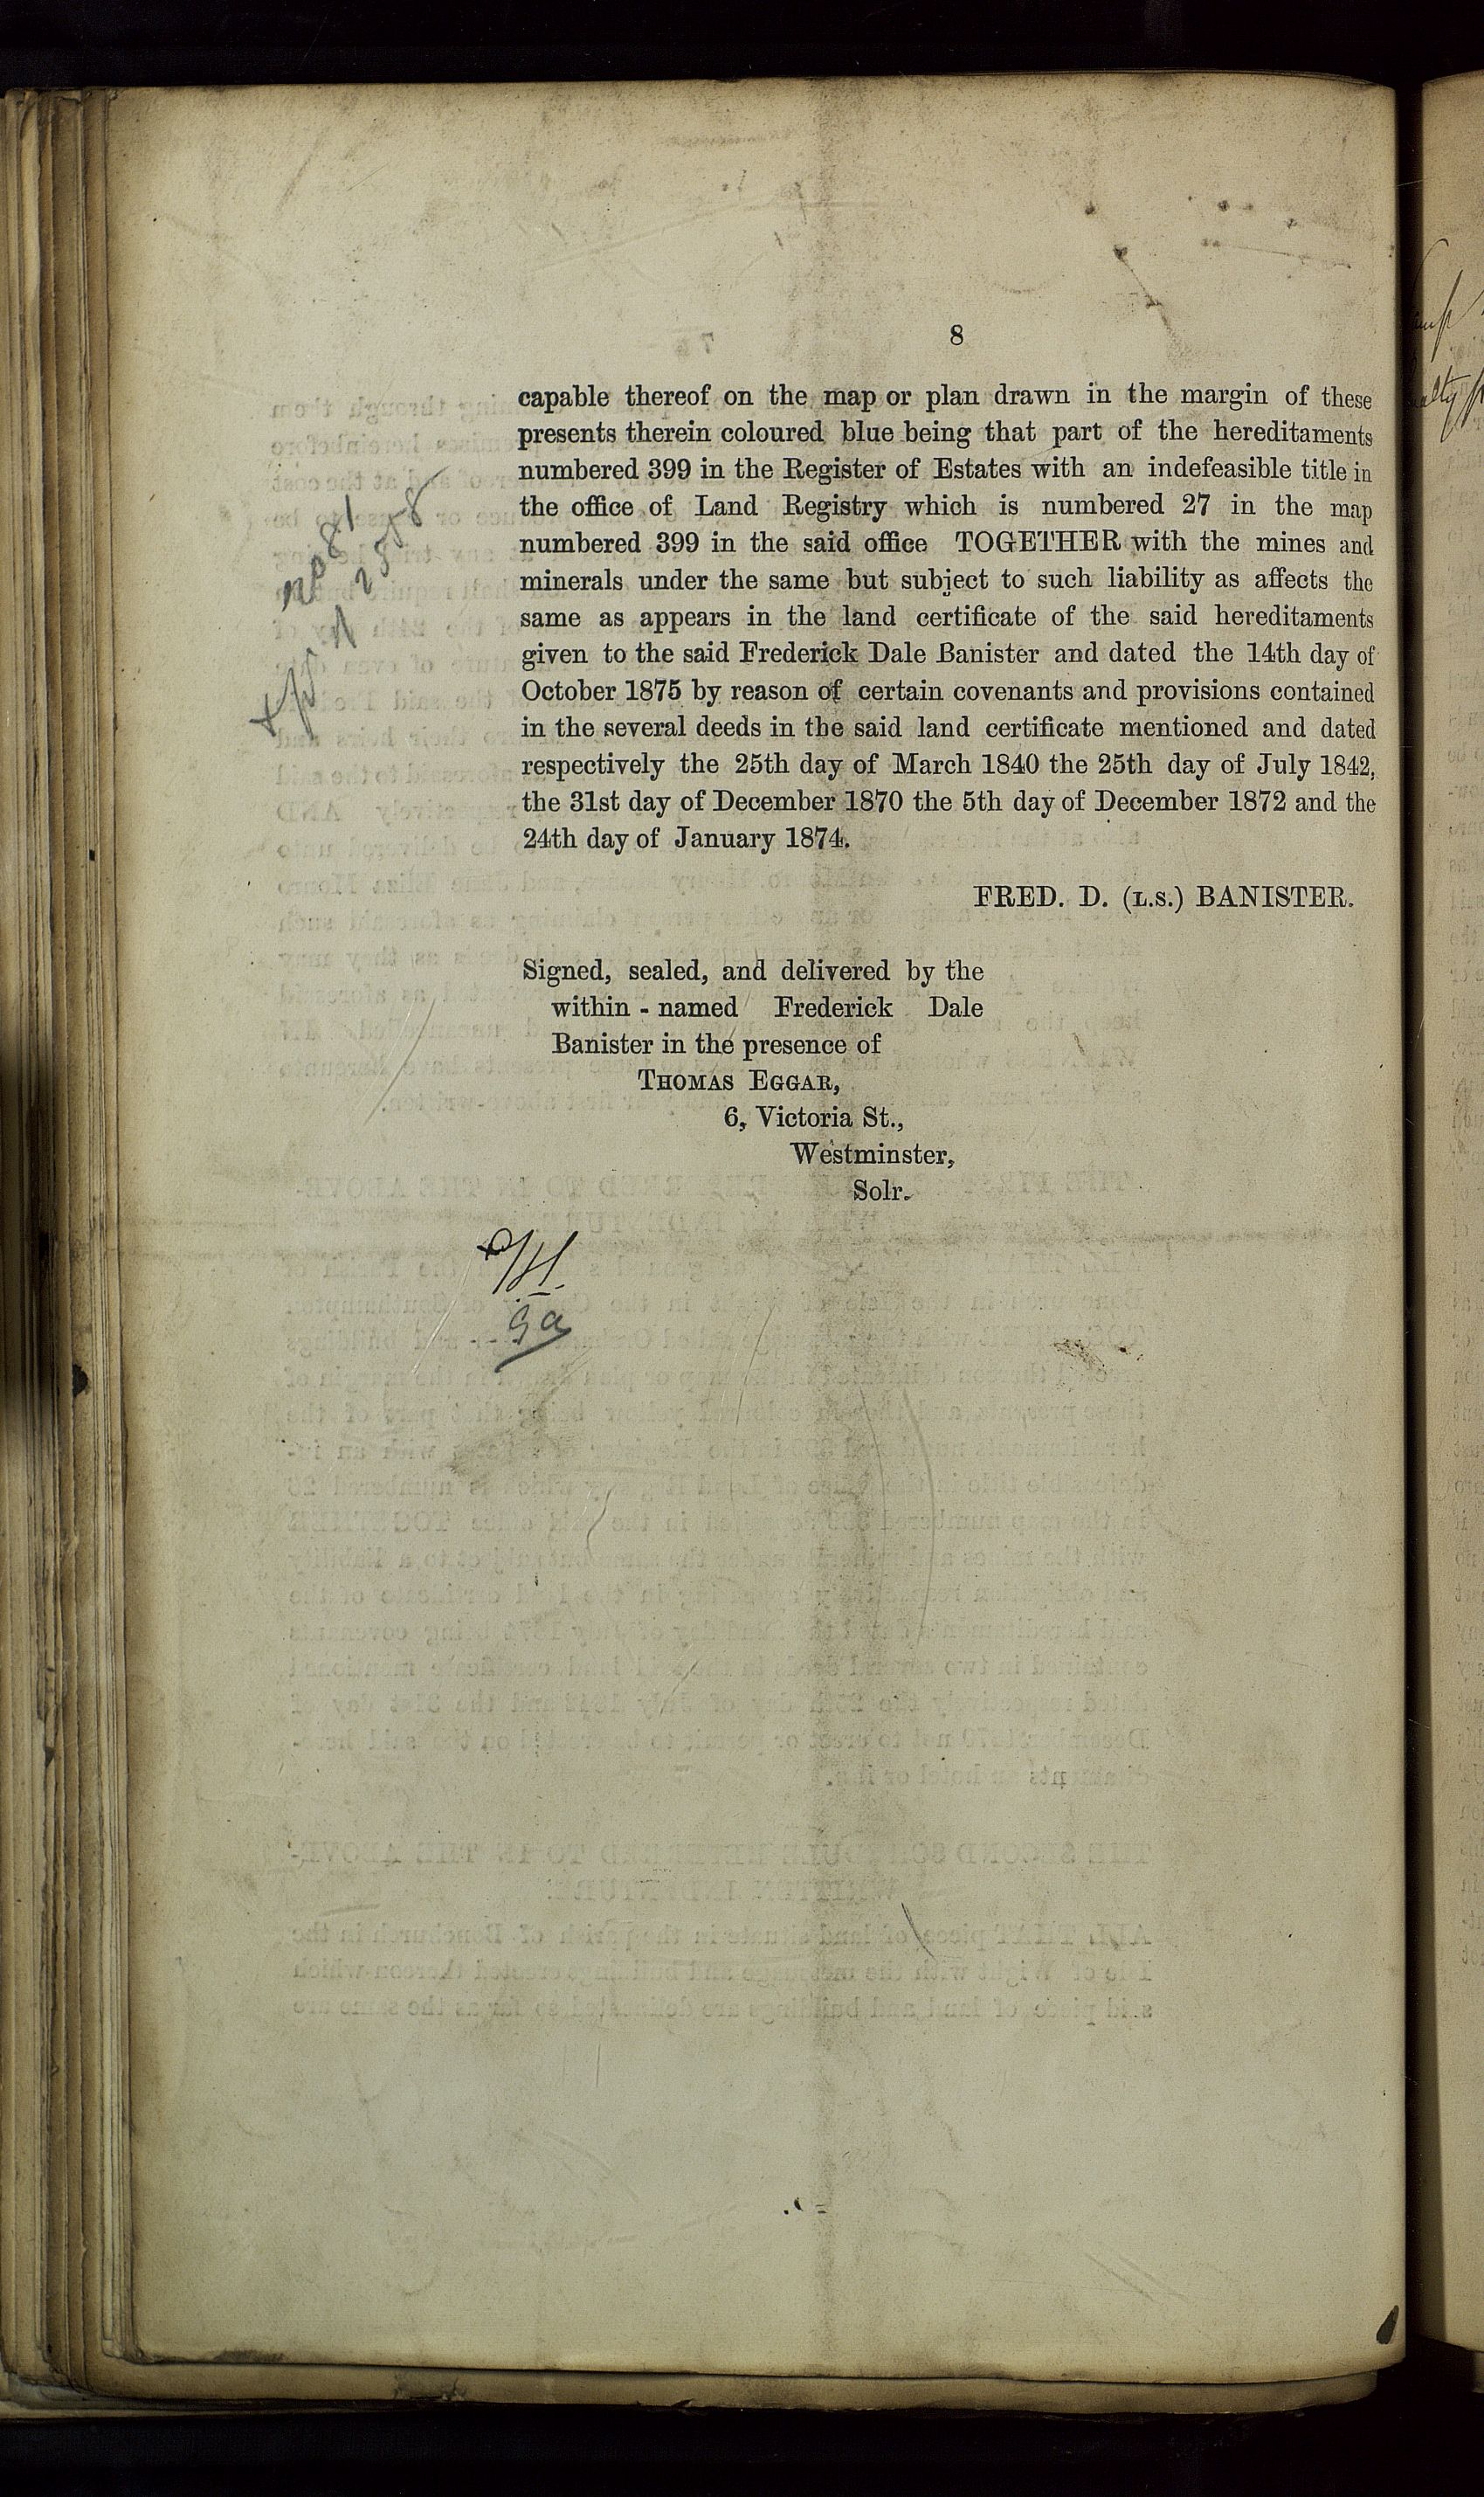 8
capable thereof on the map or plan drawn in the margin of these
presents therein coloured blue being that part of the hereditaments
numbered 399 in the Register of Estates with an indefeasible title in
the office of Land Registry which is numbered 27 in the map
numbered 399 in the said office TOGETHER with the mines and
minerals under the same but subject to such liability as affects the
same as appears in the land certificate of the said hereditaments
given to the said Frederick Dale Banister and dated the 14th day of
October 1875 by reason of certain covenants and provisions contained
in the several deeds in the said land certificate mentioned and dated
respectively the 25th day of March 1840 the 25th day of July 1842,
the 31st day of December 1870 the 5th day of December 1872 and the
24th day of January 1874.
FRED. D. (L.S.) BANISTER.
Signed, sealed, and delivered by the
within - named Frederick Dale
Banister in the presence of
THOMAS EGGAR,
6, Victoria St.,
Westminster,
Solr.